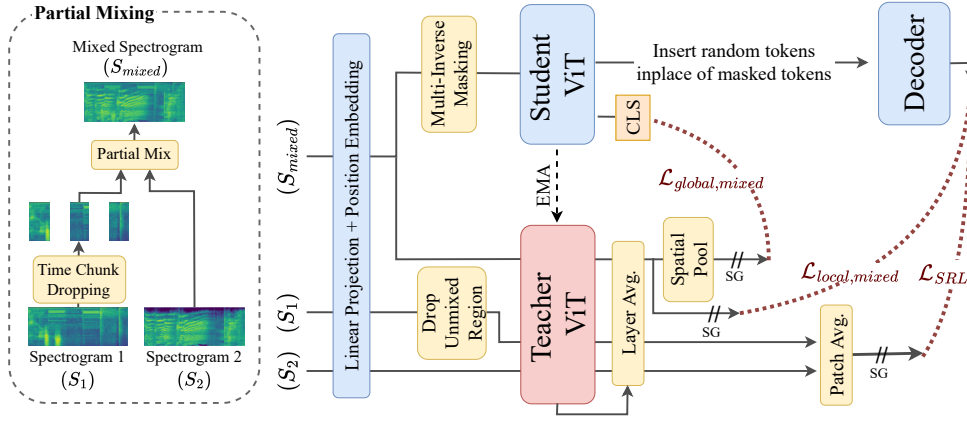 Partial Mixing
Mixed Spectrogram
(S_mixed)
Partial Mix
Time Chunk
Dropping
Spectrogram 1
(S_1)
Spectrogram 2
(S_2)
(S_mixed)
(S_1)
(S_2)
Linear Projection + Position Embedding
Multi-Inverse
Masking
Drop
Unmixed
Region
Student
ViT
CLS
EMA
Teacher
ViT
Insert random tokens
inplace of masked tokens
Decoder
Layer Avg.
Spatial
Pool
SG
SG
Patch Avg.
SG
L_global,mixed
L_local,mixed
L_SRL